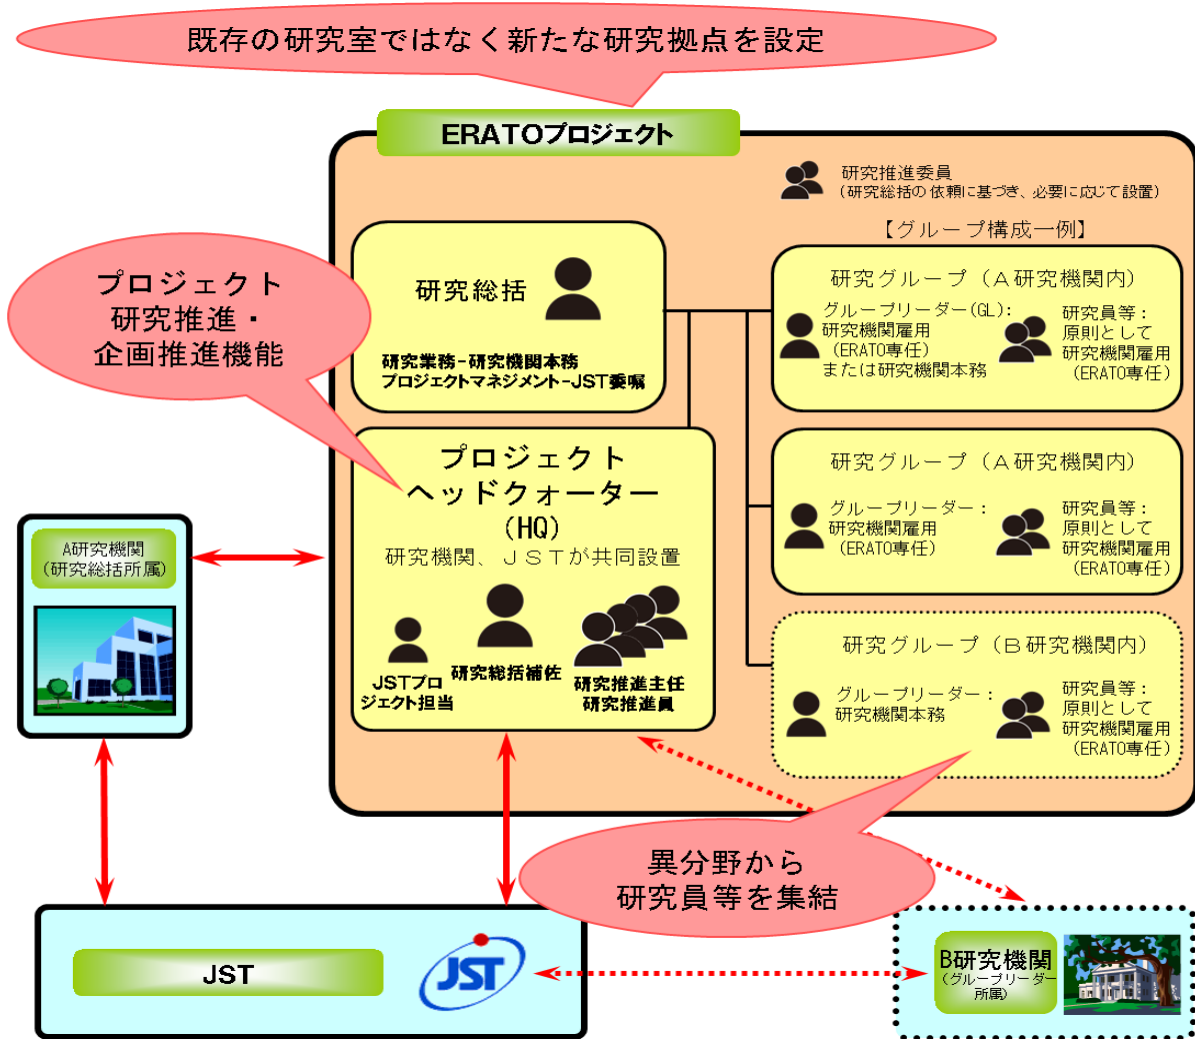 既存の研究室ではなく新たな研究拠点を設定
ERATOプロジェクト
研究推進委員
(研究総括の依頼に基づき、必要に応じて設置)
【グループ構成一例】
プロジェクト
研究推進・
企画推進機能
研究総括
研究業務-研究機関本務
プロジェクトマネジメント-JST委嘱
研究グループ（A研究機関内）
グループリーダー(GL)：
研究機関雇用
(ERATO専任)
または研究機関本務
研究員等：
原則として
研究機関雇用
(ERATO専任)
プロジェクト
ヘッドクォーター
(HQ)
研究機関、JSTが共同設置
JSTプロ
ジェクト担当
研究総括補佐
研究推進主任
研究推進員
研究グループ（A研究機関内）
グループリーダー：
研究機関雇用
(ERATO専任)
研究員等：
原則として
研究機関雇用
(ERATO専任)
研究グループ（B研究機関内）
グループリーダー：
研究機関本務
研究員等：
原則として
研究機関雇用
(ERATO専任)
A研究機関
(研究総括所属)
異分野から
研究員等を集結
JST
JST
B研究機関
(グループリーダー
所属)